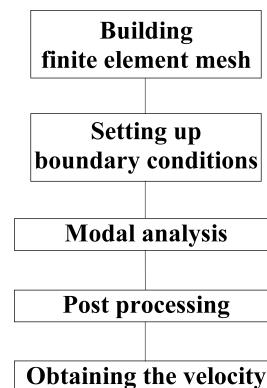 Building
finite element mesh
Setting up
boundary conditions
Modal analysis
Post processing
Obtaining the velocity